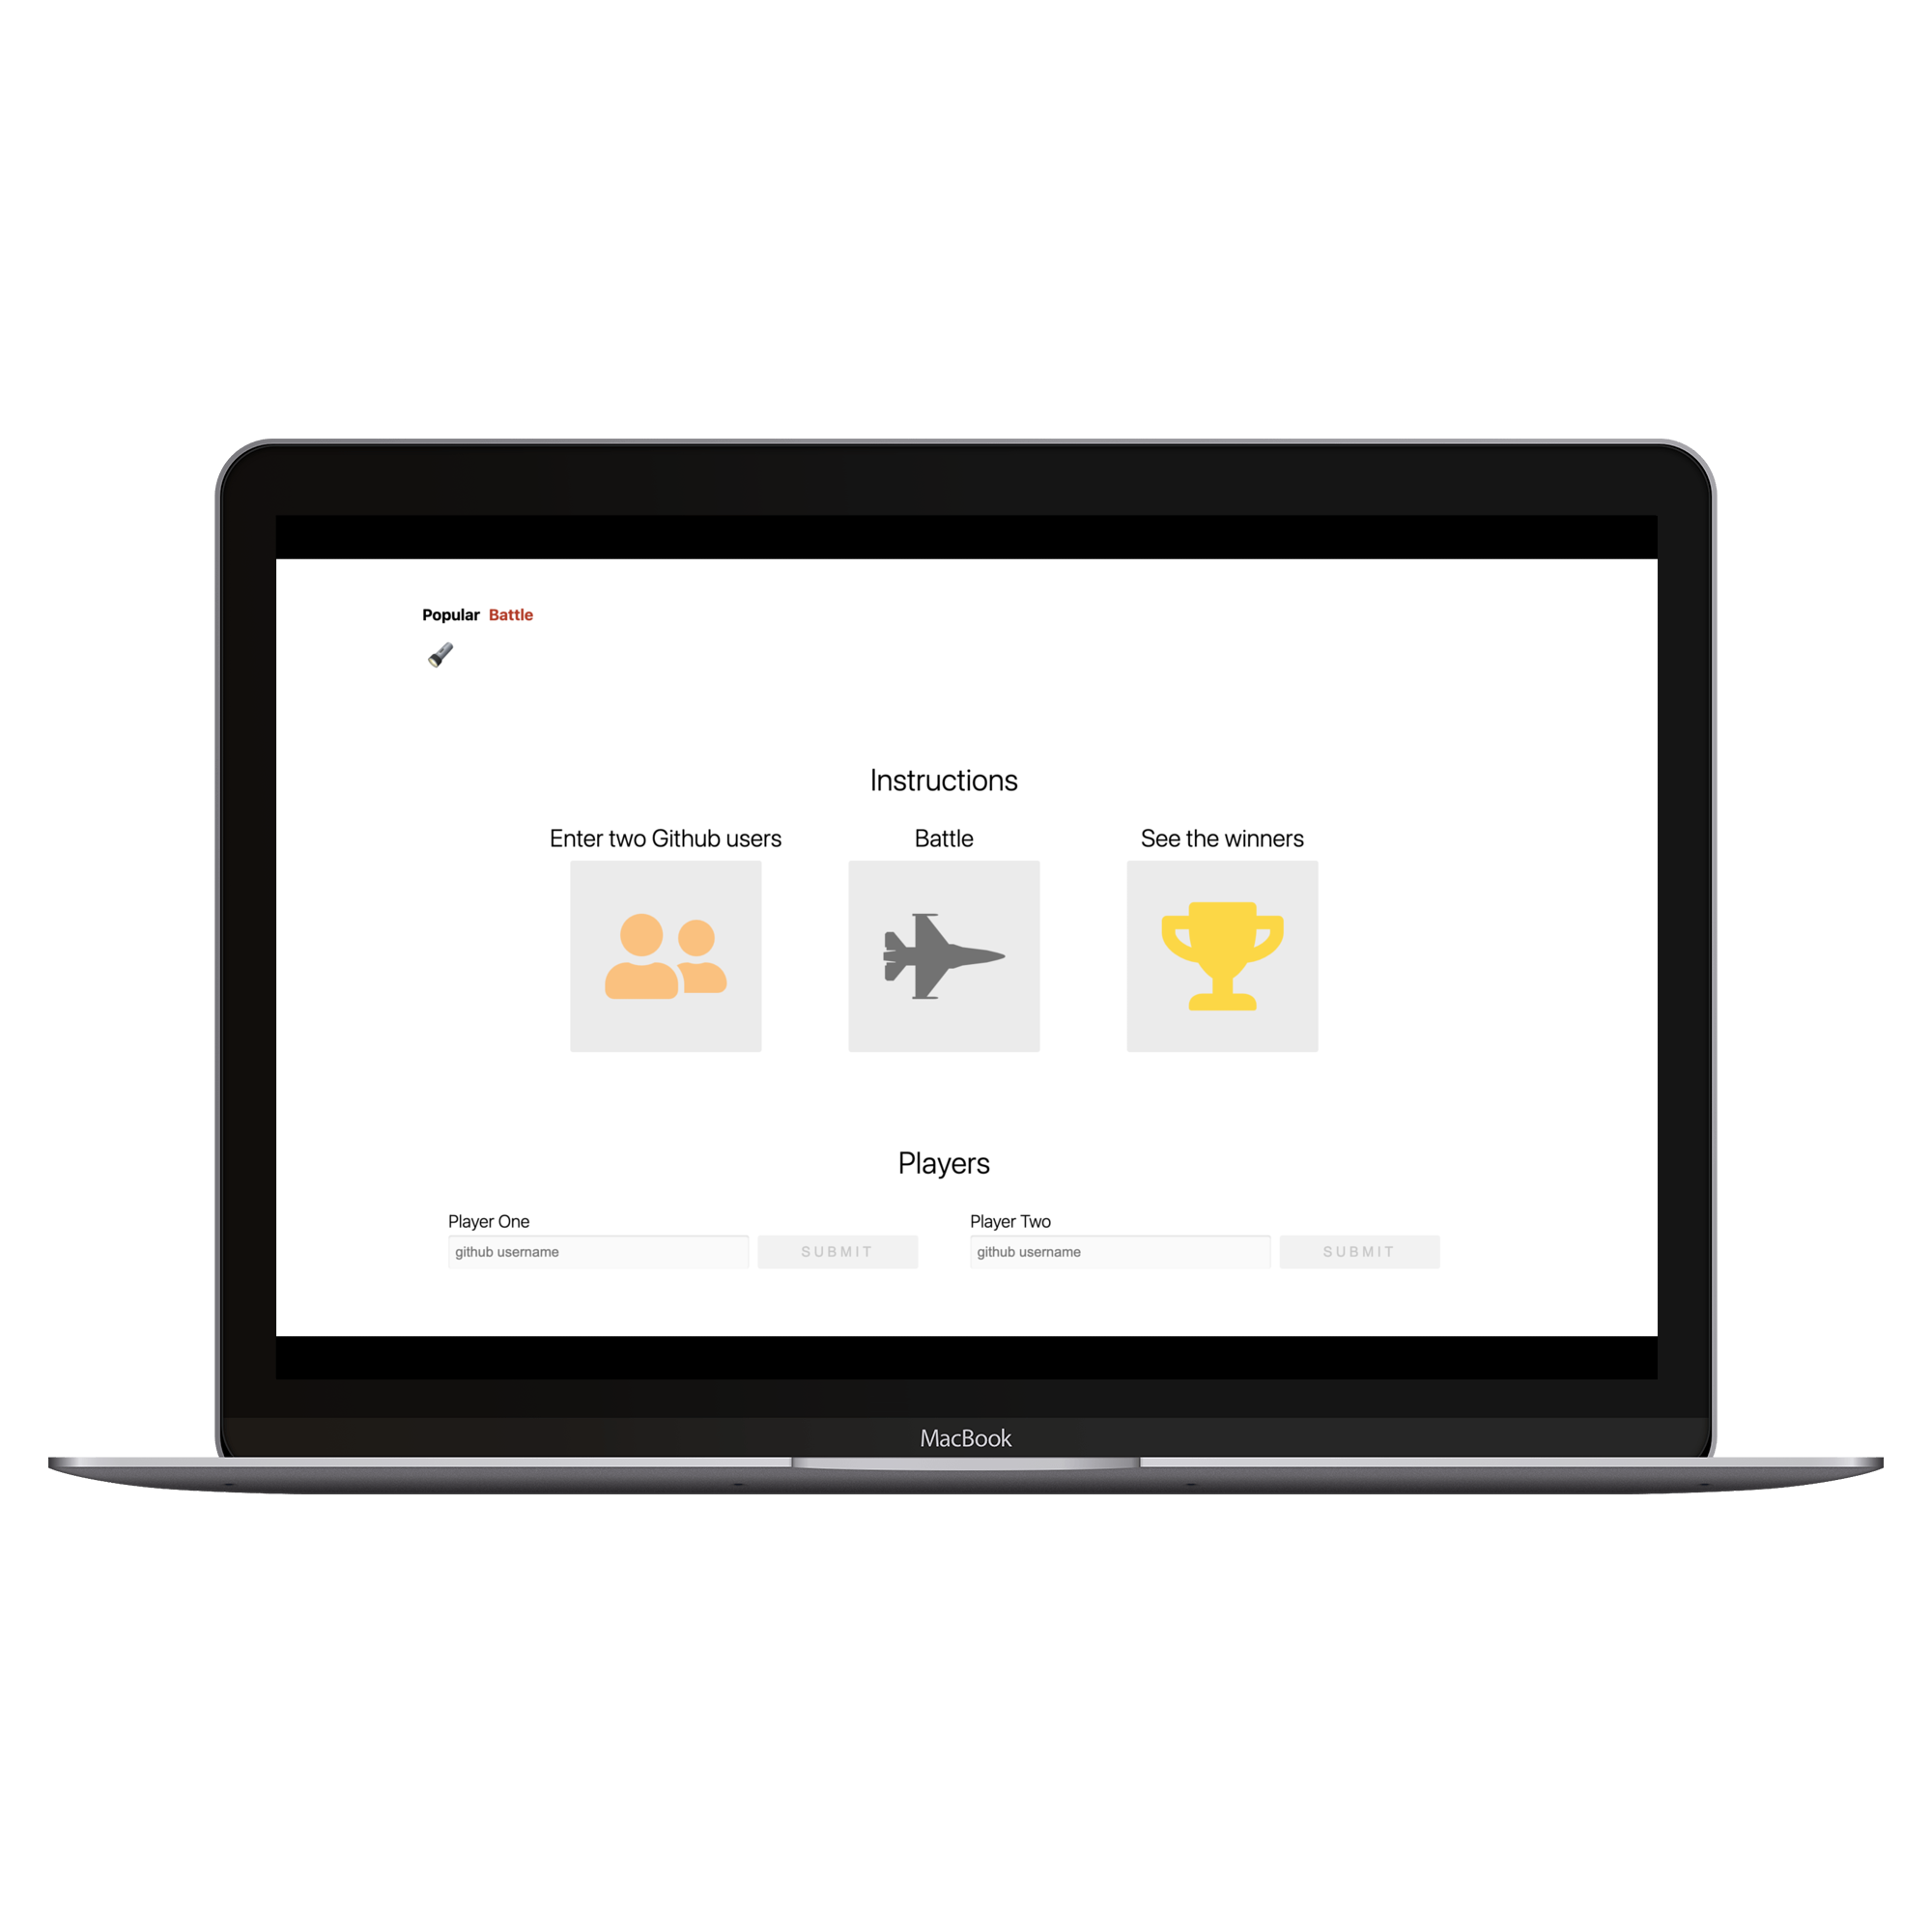 Popular Battle
Instructions
Enter two Github users
Battle
See the winners
Players
Player One
github username
SUBMIT
Player Two
github username
SUBMIT
MacBook